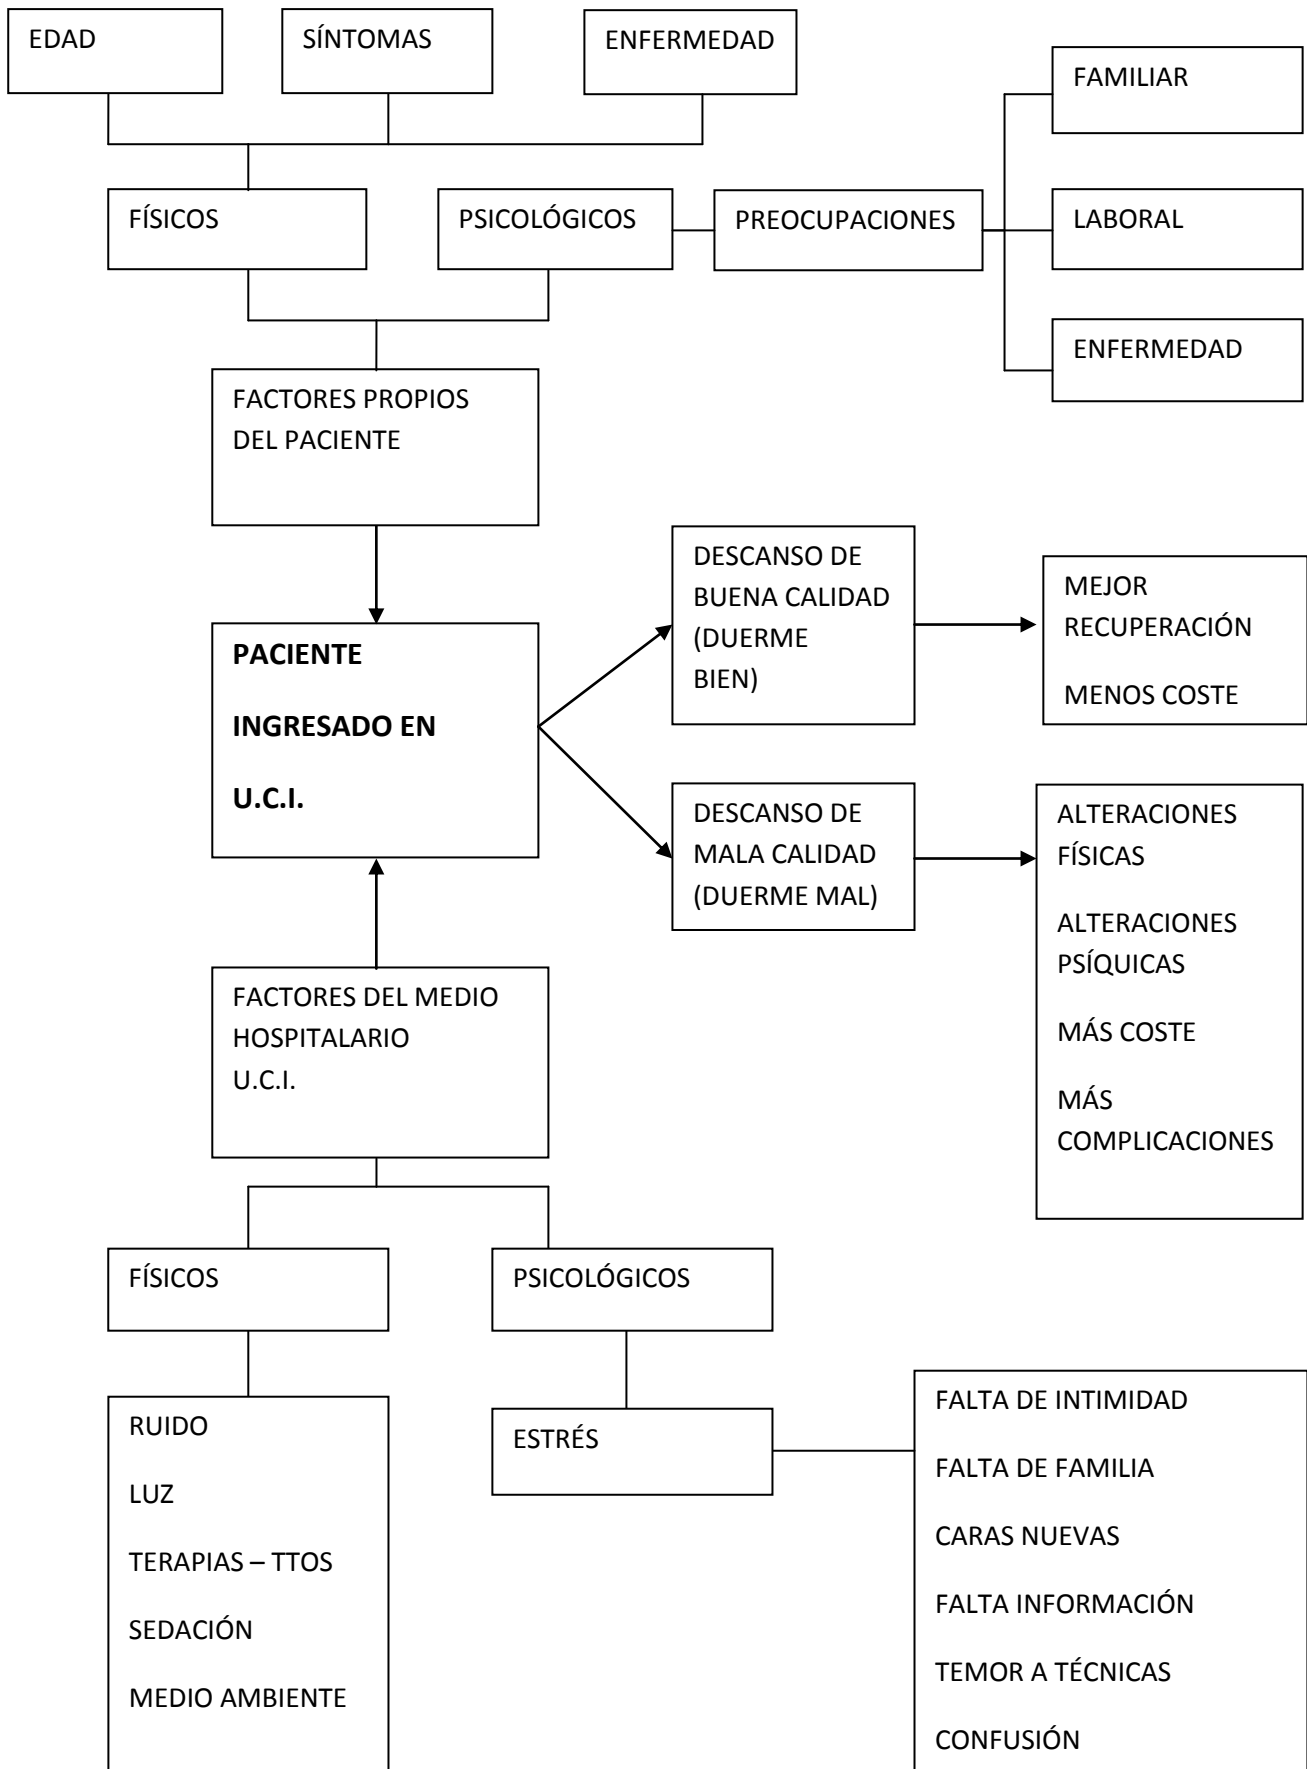 EDAD
SÍNTOMAS
ENFERMEDAD
FAMILIAR
FÍSICOS
PSICOLÓGICOS
PREOCUPACIONES
LABORAL
ENFERMEDAD
FACTORES PROPIOS
DEL PACIENTE
PACIENTE
INGRESADO EN
U.C.I.
DESCANSO DE
BUENA CALIDAD
(DUERME
BIEN)
MEJOR
RECUPERACIÓN
MENOS COSTE
DESCANSO DE
MALA CALIDAD
(DUERME MAL)
ALTERACIONES
FÍSICAS
ALTERACIONES
PSÍQUICAS
MÁS COSTE
MÁS
COMPLICACIONES
FACTORES DEL MEDIO
HOSPITALARIO
U.C.I.
FÍSICOS
PSICOLÓGICOS
RUIDO
LUZ
TERAPIAS – TTOS
SEDACIÓN
MEDIO AMBIENTE
ESTRÉS
FALTA DE INTIMIDAD
FALTA DE FAMILIA
CARAS NUEVAS
FALTA INFORMACIÓN
TEMOR A TÉCNICAS
CONFUSIÓN